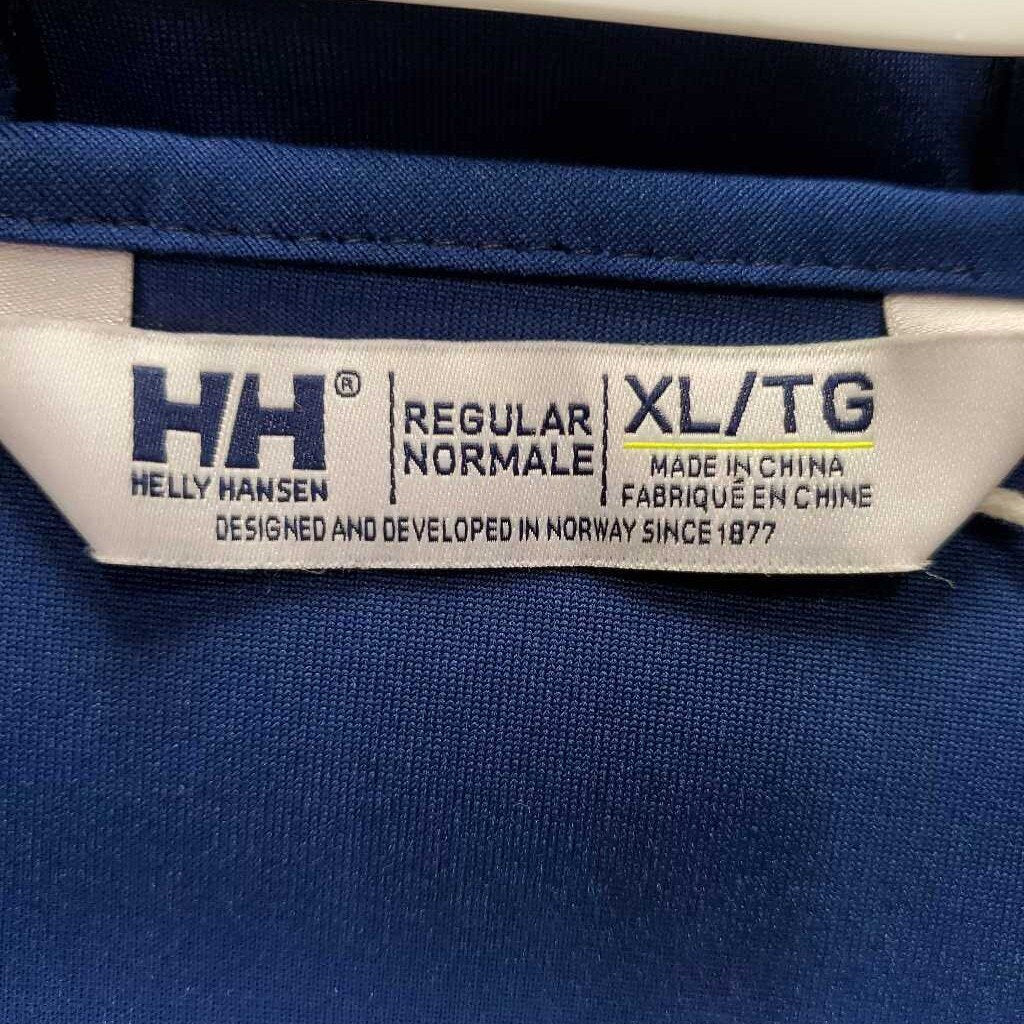 HH®
HELLY HANSEN
REGULAR
NORMALE
XL/TG
MADE IN CHINA
FABRIQUÉ EN CHINE
DESIGNED AND DEVELOPED IN NORWAY SINCE 1877